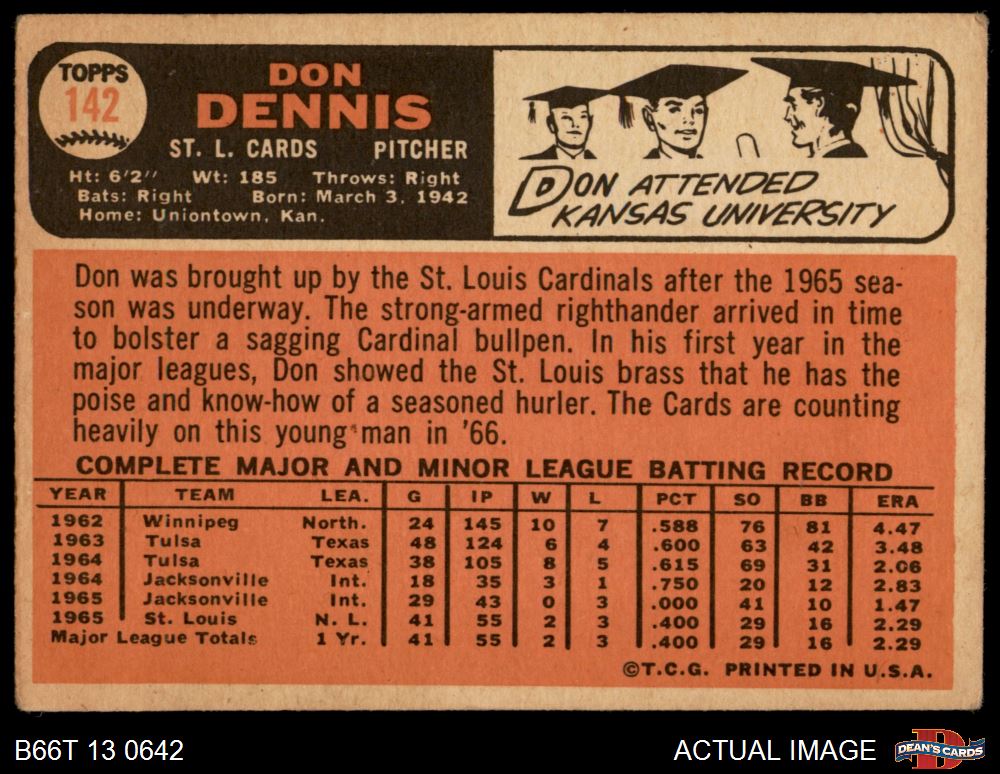 TOPPS
142
DON
DENNIS
ST. L. CARDS PITCHER
Ht: 6'2'' Wt: 185 Throws: Right
Bats: Right Born: March 3, 1942
Home: Uniontown, Kan.
DON ATTENDED
KANSAS UNIVERSITY
Don was brought up by the St. Louis Cardinals after the 1965 sea-
son was underway. The strong-armed righthander arrived in time
to bolster a sagging Cardinal bullpen. In his first year in the
major leagues, Don showed the St. Louis brass that he has the
poise and know-how of a seasoned hurler. The Cards are counting
heavily on this young man in '66.
COMPLETE MAJOR AND MINOR LEAGUE BATTING RECORD
YEAR TEAM LEA. G IP W L PCT SO BB ERA
1962 Winnipeg North. 24 145 10 7 .588 76 81 4.47
1963 Tulsa Texas 48 124 6 4 .600 63 42 3.48
1964 Tulsa Texas 38 105 8 5 .615 69 31 2.06
1964 Jacksonville Int. 18 35 3 1 .750 20 12 2.83
1965 Jacksonville Int. 29 43 0 3 .000 41 10 1.47
1965 St. Louis N. L. 41 55 2 3 .400 29 16 2.29
Major League Totals 1 Yr. 41 55 2 3 .400 29 16 2.29
©T.C.G. PRINTED IN U.S.A.
B66T 13 0642
ACTUAL IMAGE
DEAN'S CARDS